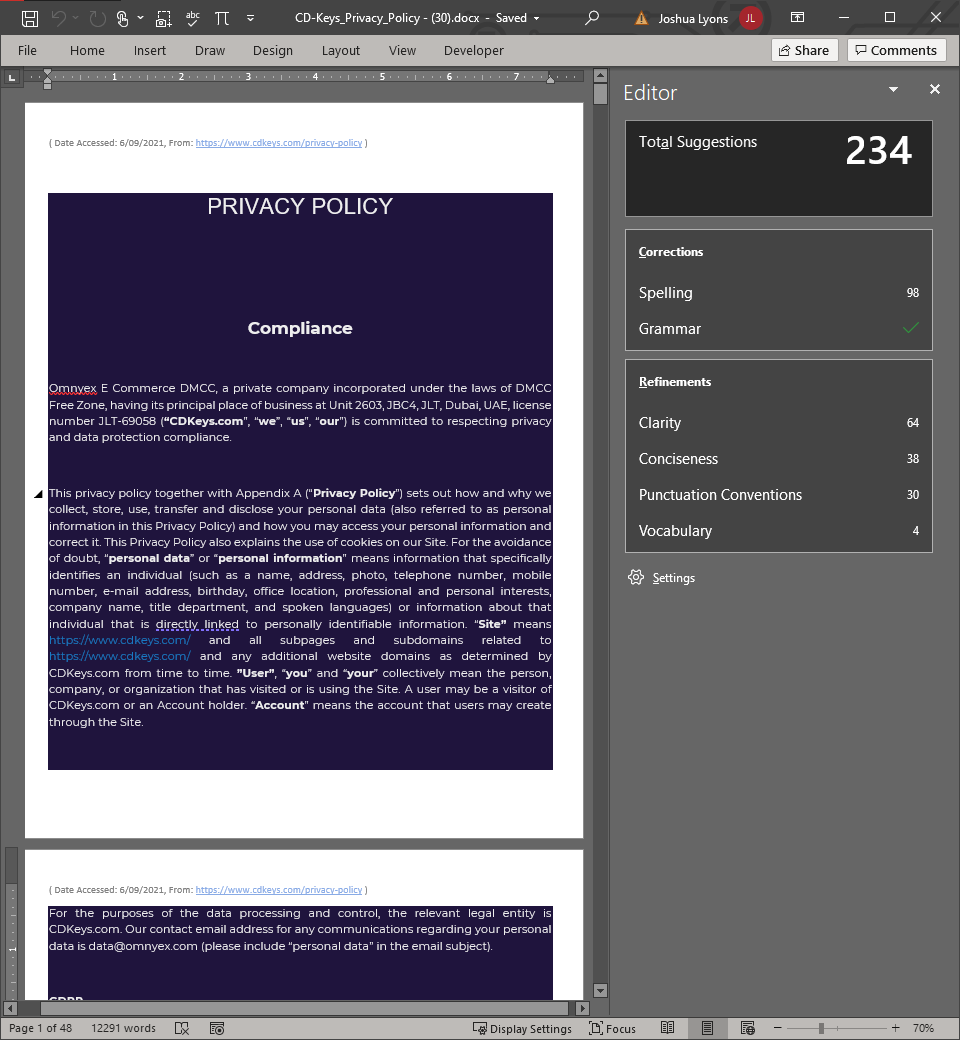 abc
CD-Keys_Privacy_Policy - (30).docx - Saved
Joshua Lyons JL
File Home Insert Draw Design Layout View Developer Share Comments
L 1 2 3 4 5 6 7
( Date Accessed: 6/09/2021, From: https://www.cdkeys.com/privacy-policy )
PRIVACY POLICY
Compliance
Omnyex E Commerce DMCC, a private company incorporated under the laws of DMCC
Free Zone, having its principal place of business at Unit 2603, JBC4, JLT, Dubai, UAE, license
number JLT-69058 (“CDKeys.com”, “we”, “us”, “our”) is committed to respecting privacy
and data protection compliance.
This privacy policy together with Appendix A (“Privacy Policy”) sets out how and why we
collect, store, use, transfer and disclose your personal data (also referred to as personal
information in this Privacy Policy) and how you may access your personal information and
correct it. This Privacy Policy also explains the use of cookies on our Site. For the avoidance
of doubt, “personal data” or “personal information” means information that specifically
identifies an individual (such as a name, address, photo, telephone number, mobile
number, e-mail address, birthday, office location, professional and personal interests,
company name, title department, and spoken languages) or information about that
individual that is directly linked to personally identifiable information. “Site” means
https://www.cdkeys.com/ and all subpages and subdomains related to
https://www.cdkeys.com/ and any additional website domains as determined by
CDKeys.com from time to time. ”User”, “you” and “your” collectively mean the person,
company, or organization that has visited or is using the Site. A user may be a visitor of
CDKeys.com or an Account holder. “Account” means the account that users may create
through the Site.
( Date Accessed: 6/09/2021, From: https://www.cdkeys.com/privacy-policy )
For the purposes of the data processing and control, the relevant legal entity is
CDKeys.com. Our contact email address for any communications regarding your personal
data is data@omnyex.com (please include “personal data” in the email subject).
GDPR
1
Editor
Total Suggestions 234
Corrections
Spelling 98
Grammar
Refinements
Clarity 64
Conciseness 38
Punctuation Conventions 30
Vocabulary 4
Settings
Page 1 of 48 12291 words Display Settings Focus 70%